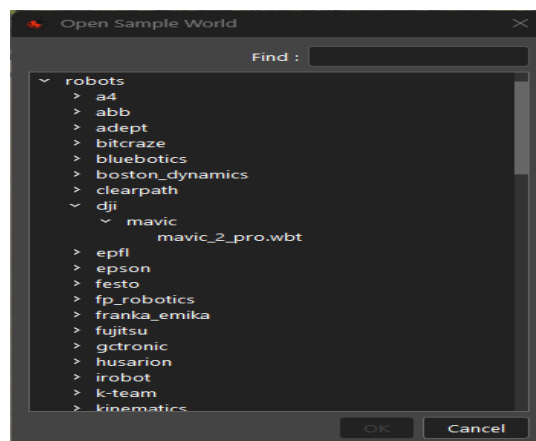 Open Sample World
Find :
robots
a4
abb
adept
bitcraze
bluebotics
boston_dynamics
clearpath
dji
mavic
mavic_2_pro.wbt
epfl
epson
festo
fp_robotics
franka_emika
fujitsu
gctronic
husarion
irobot
k-team
kinematics
OK
Cancel